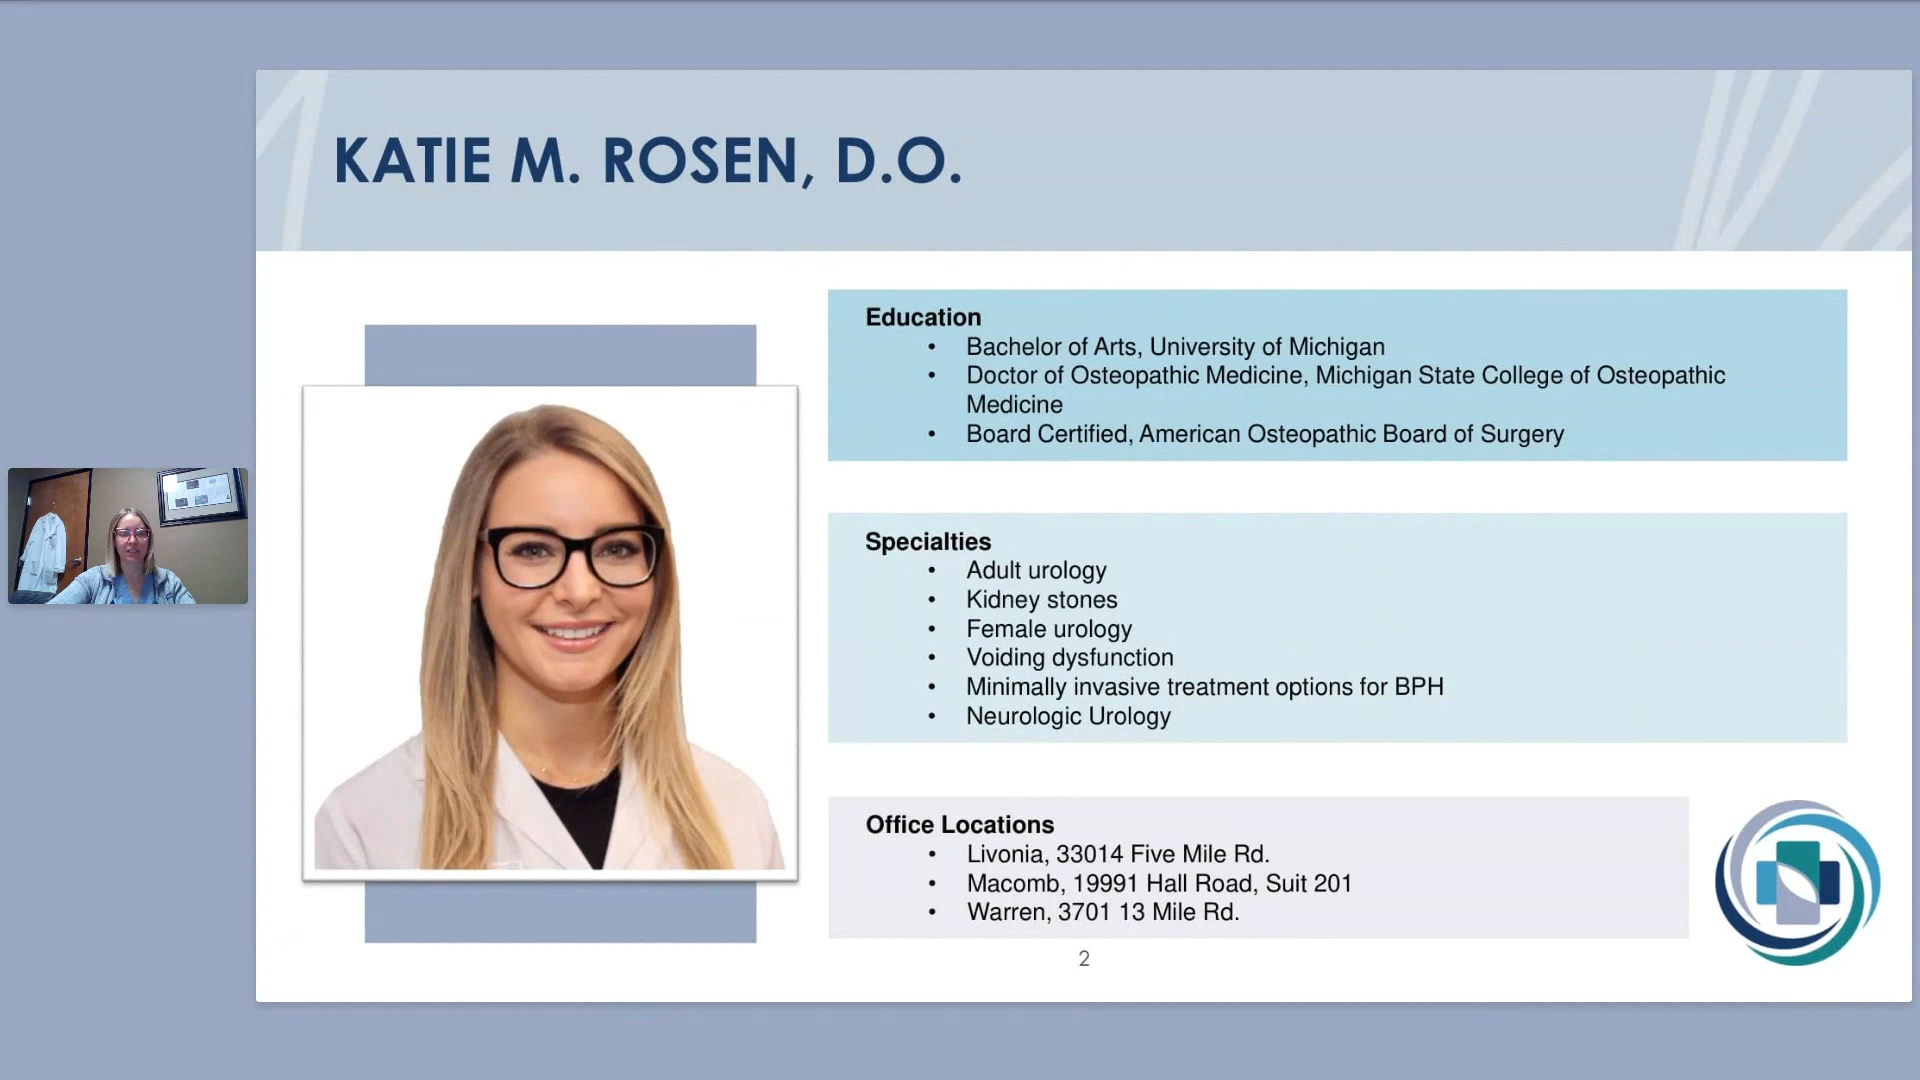 KATIE M. ROSEN, D.O.
Education
• Bachelor of Arts, University of Michigan
• Doctor of Osteopathic Medicine, Michigan State College of Osteopathic
Medicine
• Board Certified, American Osteopathic Board of Surgery
Specialties
• Adult urology
• Kidney stones
• Female urology
• Voiding dysfunction
• Minimally invasive treatment options for BPH
• Neurologic Urology
Office Locations
• Livonia, 33014 Five Mile Rd.
• Macomb, 19991 Hall Road, Suit 201
• Warren, 3701 13 Mile Rd.
2